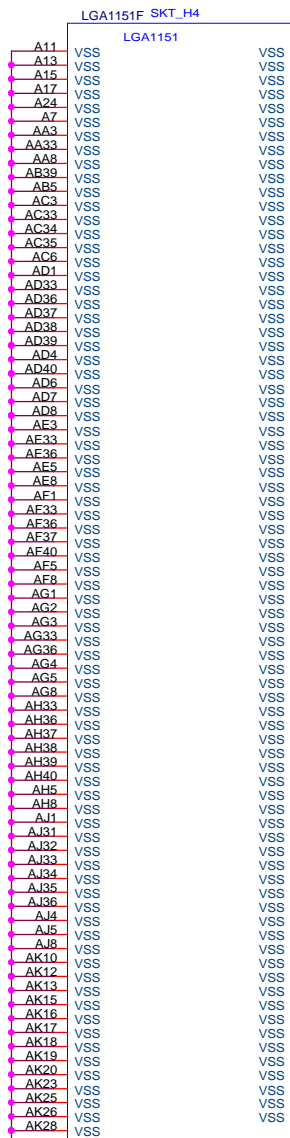 LGA1151F SKT_H4
LGA1151
A11 VSS VSS
A13 VSS VSS
A15 VSS VSS
A17 VSS VSS
A24 VSS VSS
A7 VSS VSS
AA3 VSS VSS
AA33 VSS VSS
AA8 VSS VSS
AB39 VSS VSS
AB5 VSS VSS
AC3 VSS VSS
AC33 VSS VSS
AC34 VSS VSS
AC35 VSS VSS
AC6 VSS VSS
AD1 VSS VSS
AD33 VSS VSS
AD36 VSS VSS
AD37 VSS VSS
AD38 VSS VSS
AD39 VSS VSS
AD4 VSS VSS
AD40 VSS VSS
AD6 VSS VSS
AD7 VSS VSS
AD8 VSS VSS
AE3 VSS VSS
AE33 VSS VSS
AE36 VSS VSS
AE5 VSS VSS
AE8 VSS VSS
AF1 VSS VSS
AF33 VSS VSS
AF36 VSS VSS
AF37 VSS VSS
AF40 VSS VSS
AF5 VSS VSS
AF8 VSS VSS
AG1 VSS VSS
AG2 VSS VSS
AG3 VSS VSS
AG33 VSS VSS
AG36 VSS VSS
AG4 VSS VSS
AG5 VSS VSS
AG8 VSS VSS
AH33 VSS VSS
AH36 VSS VSS
AH37 VSS VSS
AH38 VSS VSS
AH39 VSS VSS
AH40 VSS VSS
AH5 VSS VSS
AH8 VSS VSS
AJ1 VSS VSS
AJ31 VSS VSS
AJ32 VSS VSS
AJ33 VSS VSS
AJ34 VSS VSS
AJ35 VSS VSS
AJ36 VSS VSS
AJ4 VSS VSS
AJ5 VSS VSS
AJ8 VSS VSS
AK10 VSS VSS
AK12 VSS VSS
AK13 VSS VSS
AK15 VSS VSS
AK16 VSS VSS
AK17 VSS VSS
AK18 VSS VSS
AK19 VSS VSS
AK20 VSS VSS
AK23 VSS VSS
AK25 VSS VSS
AK26 VSS VSS
AK28 VSS